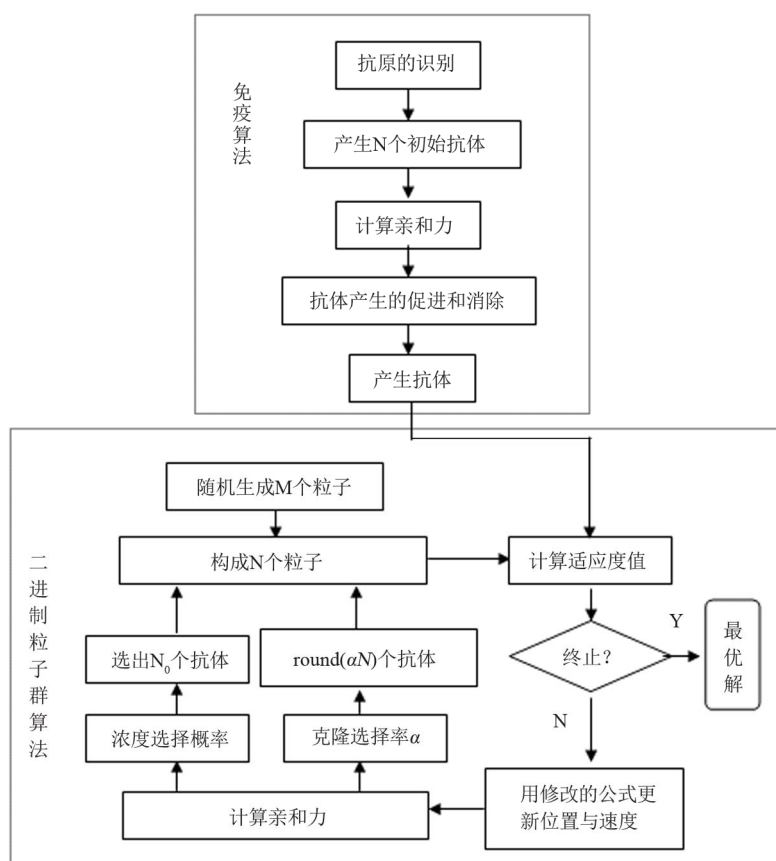 免疫算法
抗原的识别
产生N个初始抗体
计算亲和力
抗体产生的促进和消除
产生抗体
二进制粒子群算法
随机生成M个粒子
构成N个粒子
计算适应度值
选出N₀个抗体
round(αN)个抗体
终止?
Y
最优解
浓度选择概率
克隆选择率α
N
计算亲和力
用修改的公式更
新位置与速度